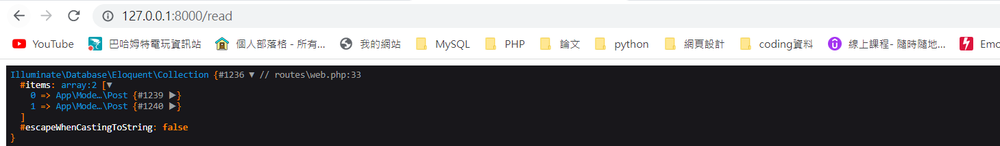 127.0.0.1:8000/read
YouTube 巴哈姆特電玩資訊站 個人部落格 - 所有... 我的網站 MySQL PHP 論文 python 網頁設計 coding資料 線上課程- 隨時隨地... Emo
Illuminate\Database\Eloquent\Collection {#1236 ▼ // routes\web.php:33
#items: array:2 [▼
0 => App\Mode…\Post {#1239 ▶}
1 => App\Mode…\Post {#1240 ▶}
]
#escapeWhenCastingToString: false
}